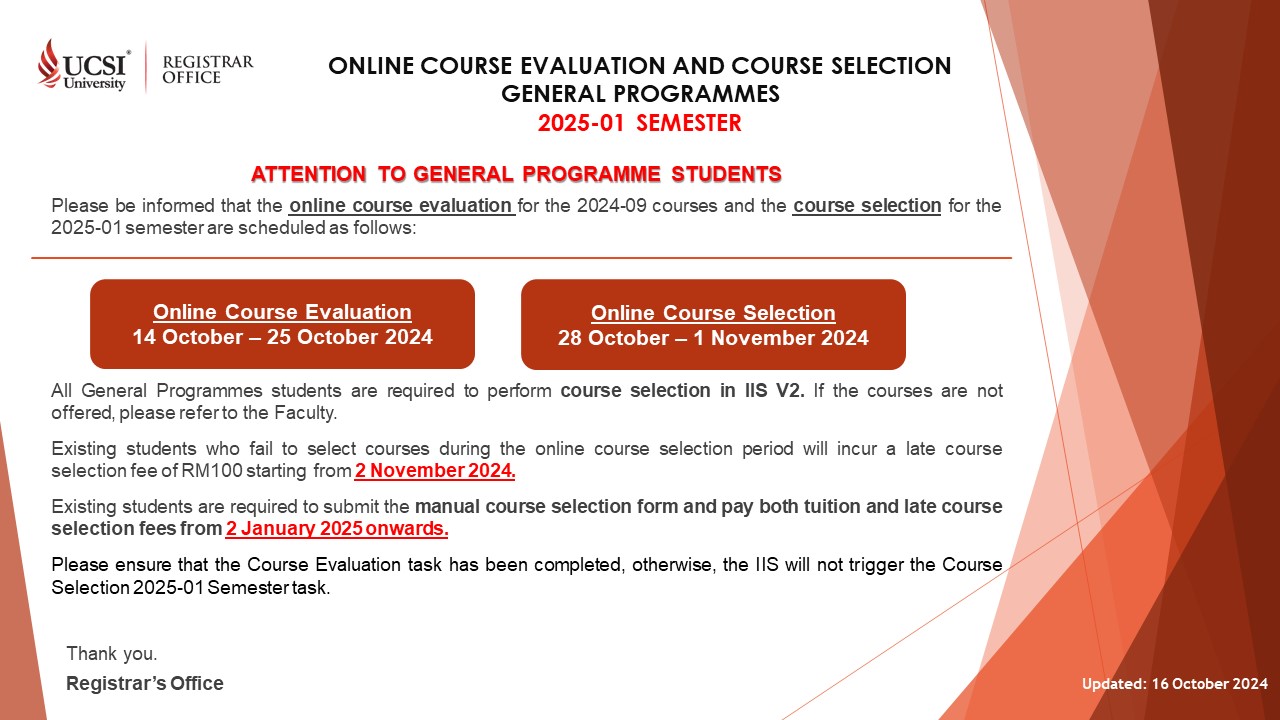 UCSI®
University
REGISTRAR
OFFICE
ONLINE COURSE EVALUATION AND COURSE SELECTION
GENERAL PROGRAMMES
2025-01 SEMESTER
ATTENTION TO GENERAL PROGRAMME STUDENTS
Please be informed that the online course evaluation for the 2024-09 courses and the course selection for the
2025-01 semester are scheduled as follows:
Online Course Evaluation
14 October – 25 October 2024
Online Course Selection
28 October – 1 November 2024
All General Programmes students are required to perform course selection in IIS V2. If the courses are not
offered, please refer to the Faculty.
Existing students who fail to select courses during the online course selection period will incur a late course
selection fee of RM100 starting from 2 November 2024.
Existing students are required to submit the manual course selection form and pay both tuition and late course
selection fees from 2 January 2025 onwards.
Please ensure that the Course Evaluation task has been completed, otherwise, the IIS will not trigger the Course
Selection 2025-01 Semester task.
Thank you.
Registrar's Office
Updated: 16 October 2024